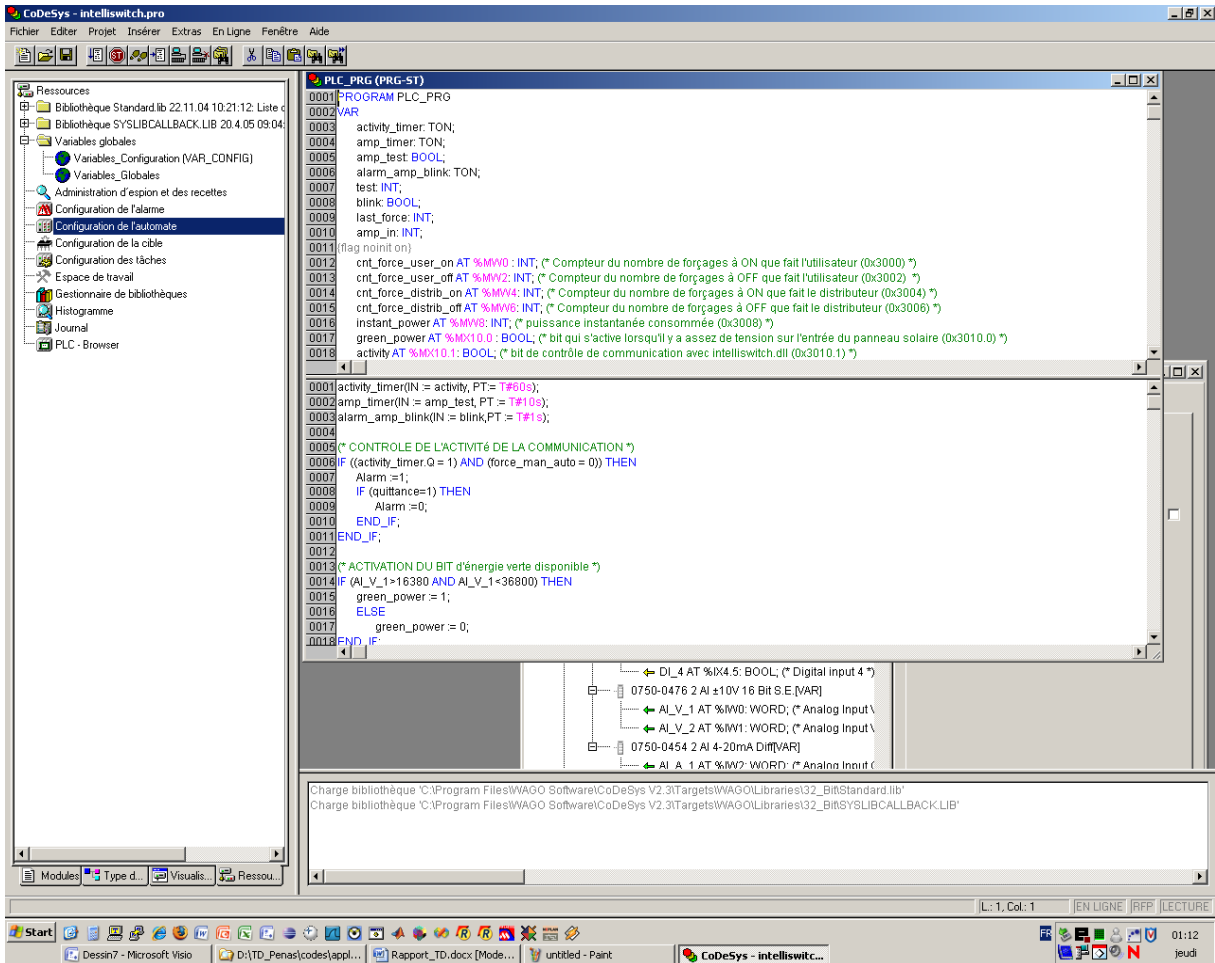 CoDeSys - intelliswitch.pro
Fichier Editer Projet Insérer Extras En Ligne Fenêtre Aide
Ressources
Bibliothèque Standard.lib 22.11.04 10:21:12: Liste d
Bibliothèque SYSLIBCALLBACK.LIB 20.4.05 09:04:
Variables globales
Variables_Configuration (VAR_CONFIG)
Variables_Globales
Administration d'espion et des recettes
Configuration de l'alarme
Configuration de l'automate
Configuration de la cible
Configuration des tâches
Espace de travail
Gestionnaire de bibliothèques
Histogramme
Journal
PLC - Browser
Modules Type d... Visualis... Ressou...
PLC_PRG (PRG-ST)
0001 PROGRAM PLC_PRG
0002 VAR
0003 activity_timer: TON;
0004 amp_timer: TON;
0005 amp_test: BOOL;
0006 alarm_amp_blink: TON;
0007 test: INT;
0008 blink: BOOL;
0009 last_force: INT;
0010 amp_in: INT;
0011 {flag noinit on}
0012 cnt_force_user_on AT %MW0 : INT; (* Compteur du nombre de forçages à ON que fait l'utilisateur (0x3000) *)
0013 cnt_force_user_off AT %MW2: INT; (* Compteur du nombre de forçages à OFF que fait l'utilisateur (0x3002) *)
0014 cnt_force_distrib_on AT %MW4: INT; (* Compteur du nombre de forçages à ON que fait le distributeur (0x3004) *)
0015 cnt_force_distrib_off AT %MW6: INT; (* Compteur du nombre de forçages à OFF que fait le distributeur (0x3006) *)
0016 instant_power AT %MW8: INT; (* puissance instantanée consommée (0x3008) *)
0017 green_power AT %MX10.0 : BOOL; (* bit qui s'active lorsqu'il y a assez de tension sur l'entrée du panneau solaire (0x3010.0) *)
0018 activity AT %MX10.1: BOOL; (* bit de contrôle de communication avec intelliswitch.dll (0x3010.1) *)
0001 activity_timer(IN := activity, PT:= T#60s);
0002 amp_timer(IN := amp_test, PT := T#10s);
0003 alarm_amp_blink(IN := blink,PT := T#1s);
0004
0005 (* CONTROLE DE L'ACTIVITé DE LA COMMUNICATION *)
0006 IF ((activity_timer.Q = 1) AND (force_man_auto = 0)) THEN
0007 Alarm :=1;
0008 IF (quittance=1) THEN
0009 Alarm :=0;
0010 END_IF;
0011 END_IF;
0012
0013 (* ACTIVATION DU BIT d'énergie verte disponible *)
0014 IF (AI_V_1>16380 AND AI_V_1<36800) THEN
0015 green_power := 1;
0016 ELSE
0017 green_power := 0;
0018 END_IF;
DI_4 AT %IX4.5: BOOL; (* Digital input 4 *)
0750-0476 2 AI ±10V 16 Bit S.E.[VAR]
AI_V_1 AT %IW0: WORD; (* Analog Input V
AI_V_2 AT %IW1: WORD; (* Analog Input V
0750-0454 2 AI 4-20mA Diff[VAR]
AI_A_1 AT %IW2: WORD; (* Analog Input C
Charge bibliothèque 'C:\Program Files\WAGO Software\CoDeSys V2.3\Targets\WAGO\Libraries\32_Bit\Standard.lib'
Charge bibliothèque 'C:\Program Files\WAGO Software\CoDeSys V2.3\Targets\WAGO\Libraries\32_Bit\SYSLIBCALLBACK.LIB'
L.: 1, Col.: 1 EN LIGNE RFP LECTURE
Start FR 01:12
Dessin7 - Microsoft Visio D:\TD_Penas\codes\appl... Rapport_TD.docx [Mode... untitled - Paint CoDeSys - intelliswitc... jeudi